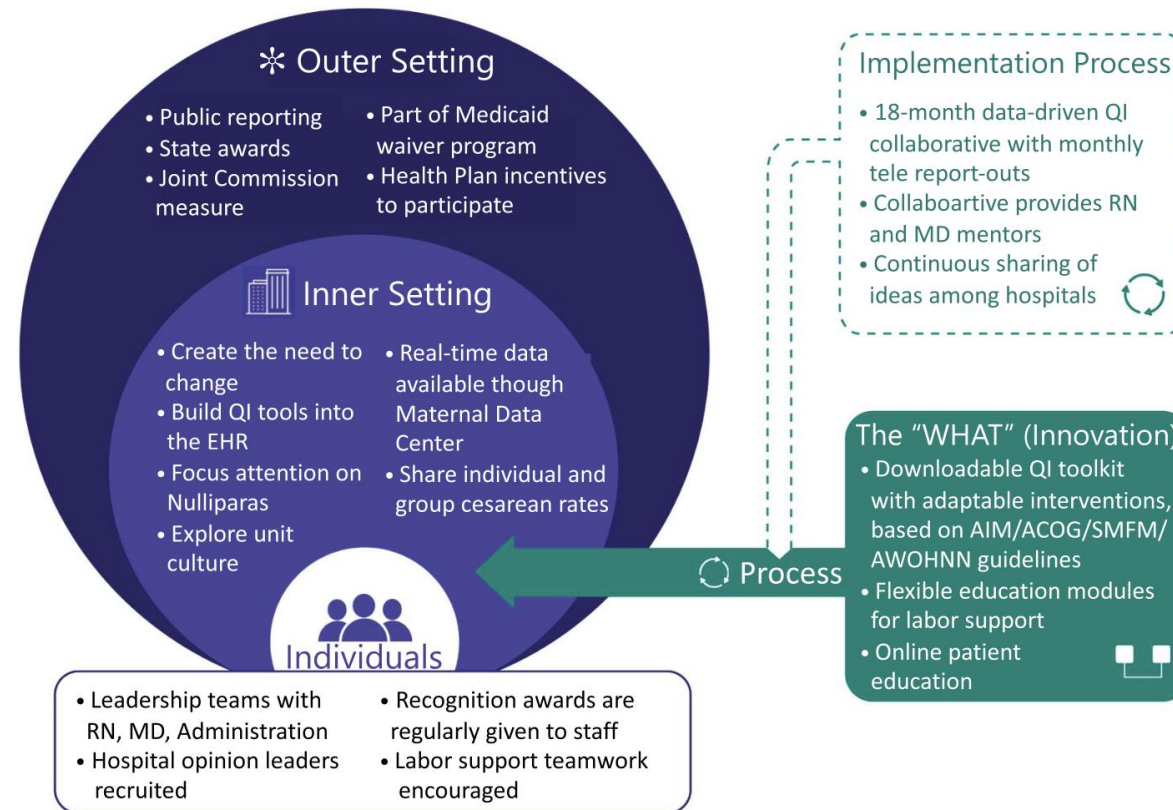 Outer Setting
• Public reporting
• State awards
• Joint Commission
measure
• Part of Medicaid
waiver program
• Health Plan incentives
to participate
Inner Setting
• Create the need to
change
• Build QI tools into
the EHR
• Focus attention on
Nulliparas
• Explore unit
culture
• Real-time data
available though
Maternal Data
Center
• Share individual and
group cesarean rates
Individuals
• Leadership teams with
RN, MD, Administration
• Hospital opinion leaders
recruited
• Recognition awards are
regularly given to staff
• Labor support teamwork
encouraged
Implementation Process
• 18-month data-driven QI
collaborative with monthly
tele report-outs
• Collaboartive provides RN
and MD mentors
• Continuous sharing of
ideas among hospitals
Process
The “WHAT” (Innovation)
• Downloadable QI toolkit
with adaptable interventions,
based on AIM/ACOG/SMFM/
AWOHNN guidelines
• Flexible education modules
for labor support
• Online patient
education